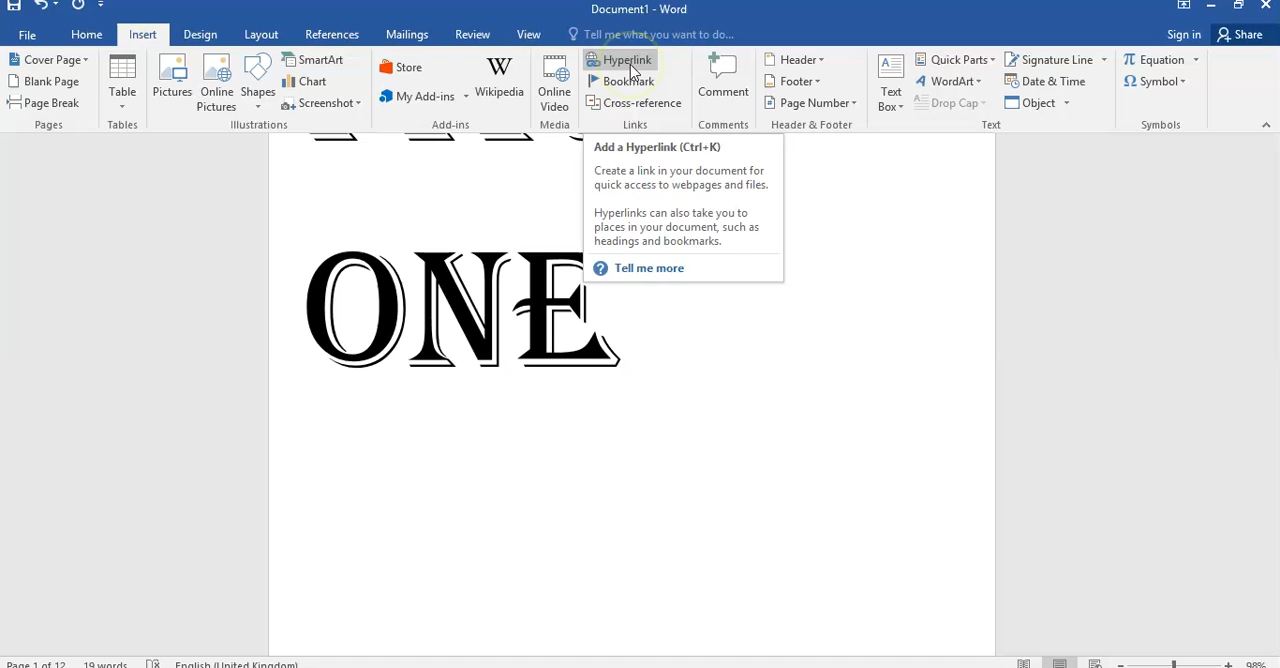 Document1 - Word
File Home Insert Design Layout References Mailings Review View Tell me what you want to do... Sign in Share
Cover Page
Blank Page
Page Break
Pages
Table
Tables
Pictures
Online Pictures
Shapes
SmartArt
Chart
Screenshot
Illustrations
Store
My Add-ins
W
Wikipedia
Add-ins
Online Video
Media
Hyperlink
Bookmark
Cross-reference
Links
Comment
Comments
Header
Footer
Page Number
Header & Footer
A
Text Box
Quick Parts
WordArt
Drop Cap
Signature Line
Date & Time
Object
Text
π Equation
Ω Symbol
Symbols
Add a Hyperlink (Ctrl+K)
Create a link in your document for
quick access to webpages and files.
Hyperlinks can also take you to
places in your document, such as
headings and bookmarks.
? Tell me more
ONE
Page 1 of 12 19 words English (United Kingdom) - + 98%